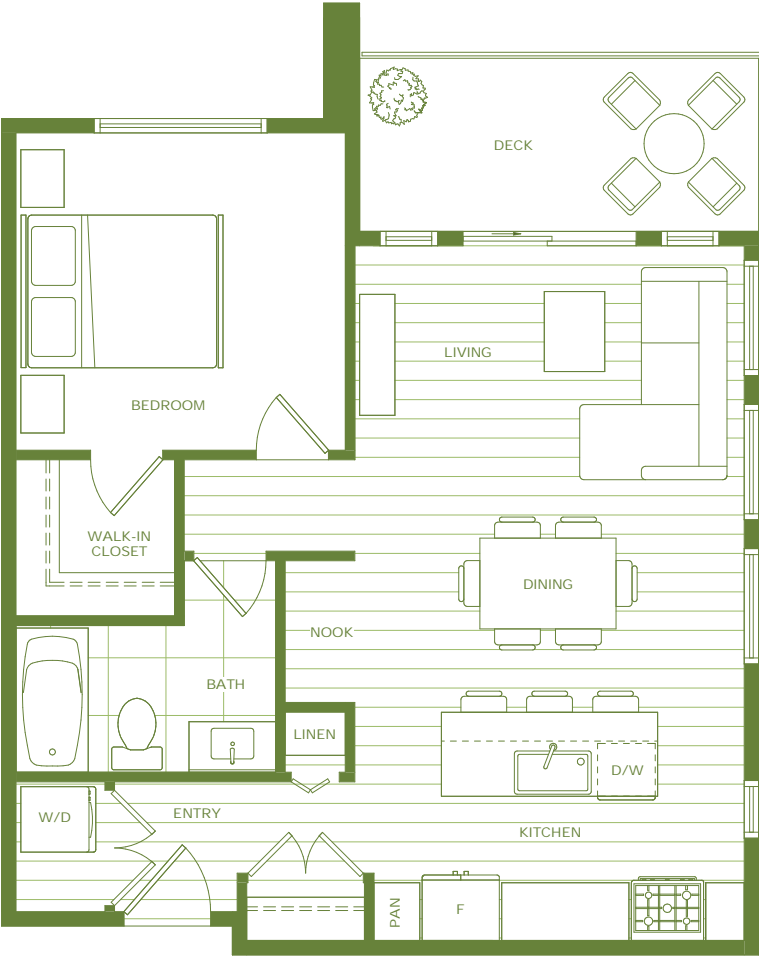 DECK
LIVING
BEDROOM
WALK-IN
CLOSET
DINING
NOOK
BATH
LINEN
D/W
W/D
ENTRY
KITCHEN
PAN
F